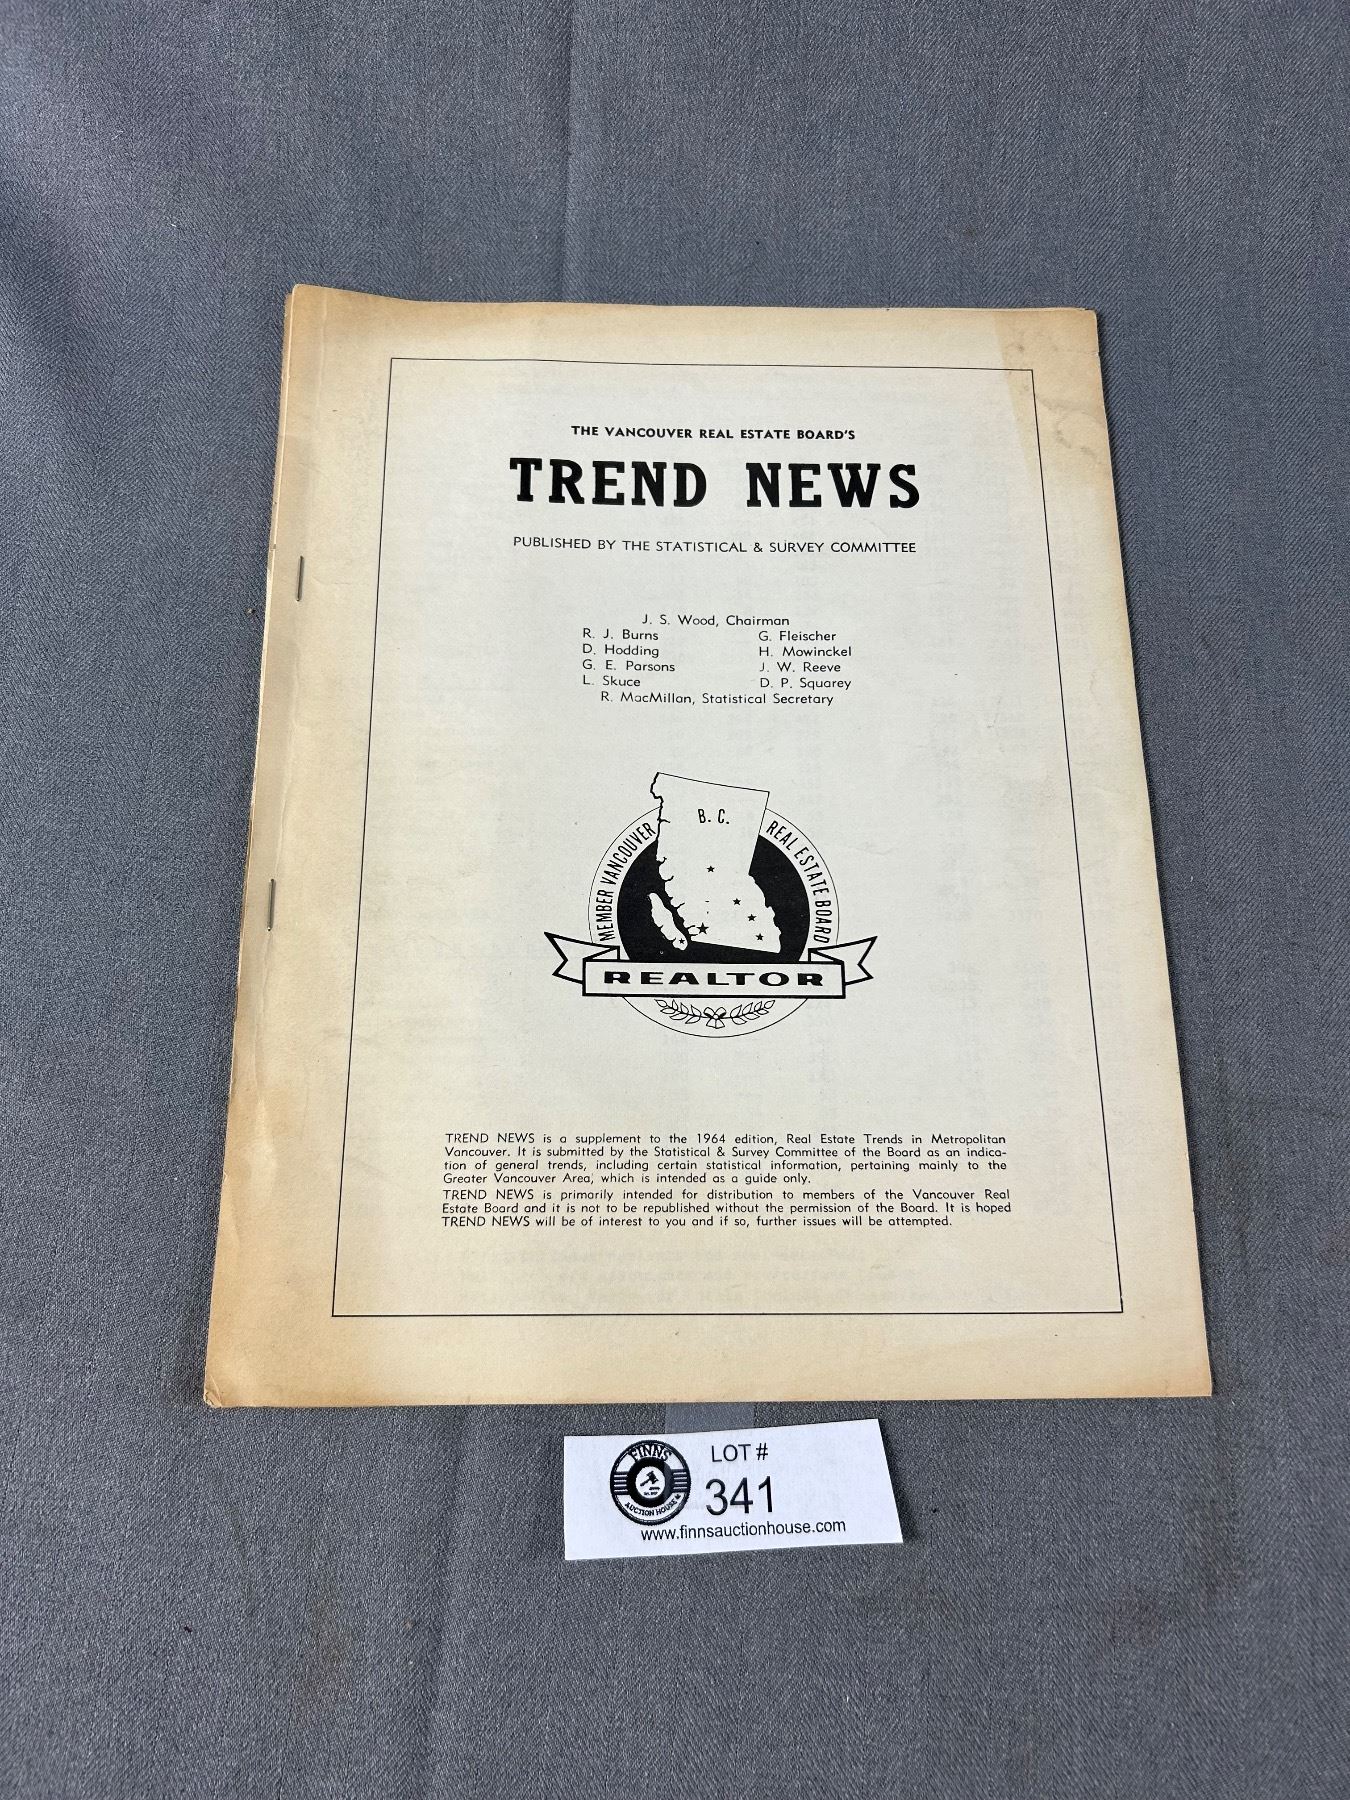 THE VANCOUVER REAL ESTATE BOARD'S
TREND NEWS
PUBLISHED BY THE STATISTICAL & SURVEY COMMITTEE
J. S. Wood, Chairman
R. J. Burns G. Fleischer
D. Hodding H. Mowinckel
G. E. Parsons J. W. Reeve
L. Skuce D. P. Squarey
R. MacMillan, Statistical Secretary
B. C.
MEMBER VANCOUVER REAL ESTATE BOARD
REALTOR
TREND NEWS is a supplement to the 1964 edition, Real Estate Trends in Metropolitan
Vancouver. It is submitted by the Statistical & Survey Committee of the Board as an indica-
tion of general trends, including certain statistical information, pertaining mainly to the
Greater Vancouver Area, which is intended as a guide only.
TREND NEWS is primarily intended for distribution to members of the Vancouver Real
Estate Board and it is not to be republished without the permission of the Board. It is hoped
TREND NEWS will be of interest to you and if so, further issues will be attempted.
FINNS
AUCTION HOUSE
LOT #
341
www.finnsauctionhouse.com